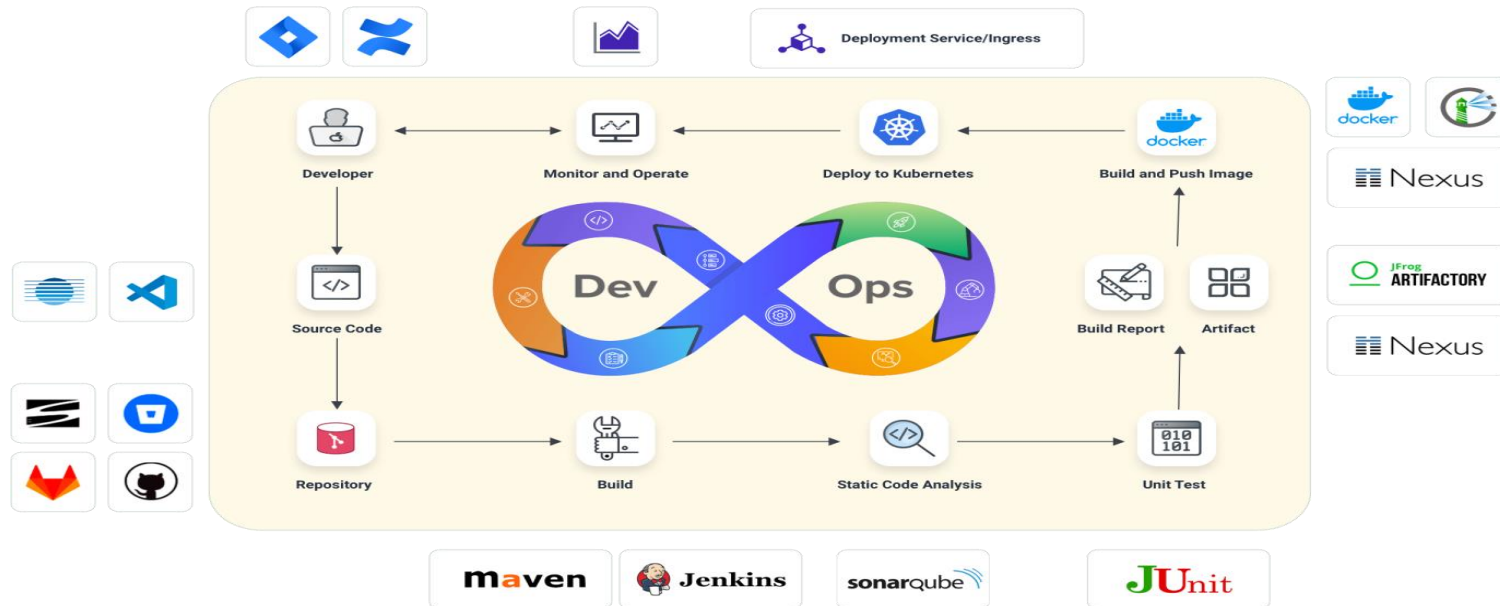 Deployment Service/Ingress
docker
Developer
Monitor and Operate
Deploy to Kubernetes
docker
Build and Push Image
Nexus
Dev
Ops
Source Code
Build Report
Artifact
JFrog
ARTIFACTORY
Nexus
010
101
Repository
Build
Static Code Analysis
Unit Test
maven
Jenkins
sonarqube
JUnit